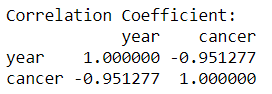 Correlation Coefficient:
year cancer
year 1.000000 -0.951277
cancer -0.951277 1.000000